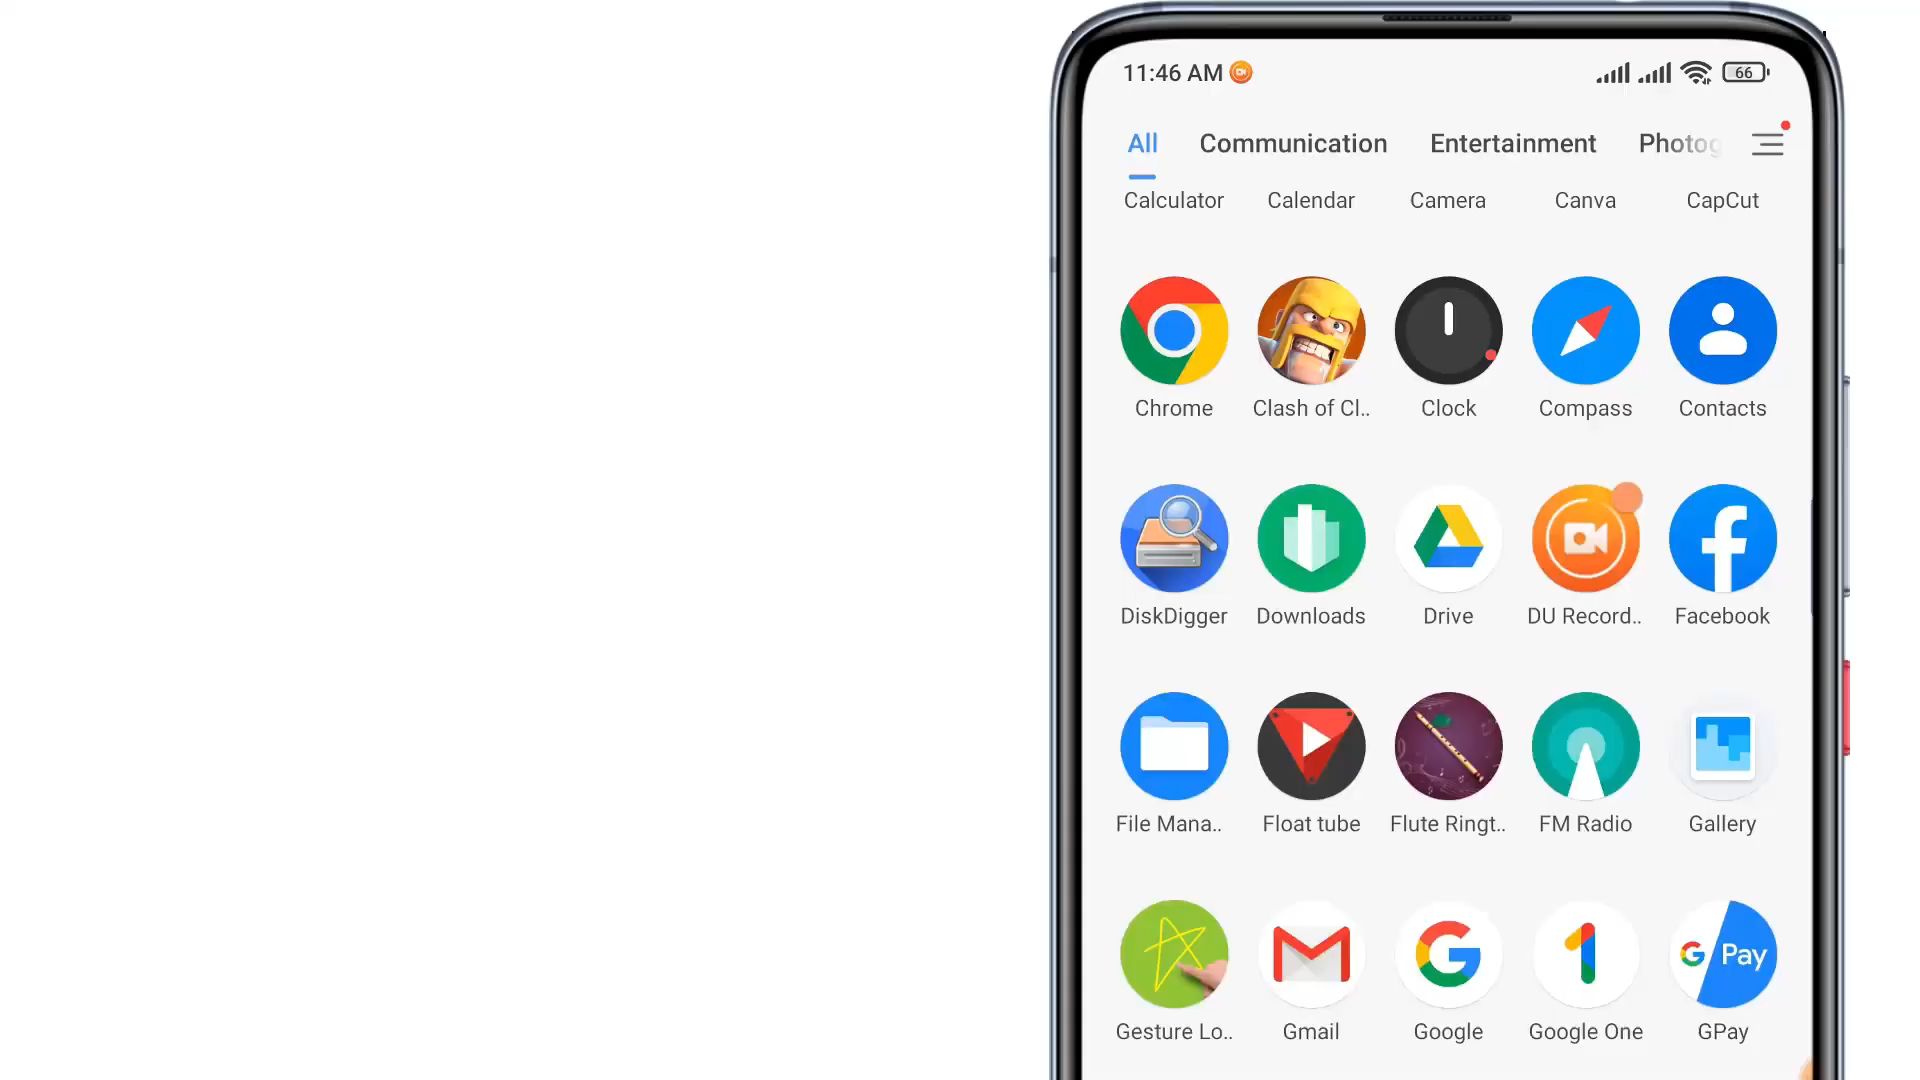 11:46 AM 66
All Communication Entertainment Photog
Calculator Calendar Camera Canva CapCut
Chrome Clash of Cl.. Clock Compass Contacts
DiskDigger Downloads Drive DU Record.. Facebook
File Mana.. Float tube Flute Ringt.. FM Radio Gallery
G Pay
Gesture Lo.. Gmail Google Google One GPay